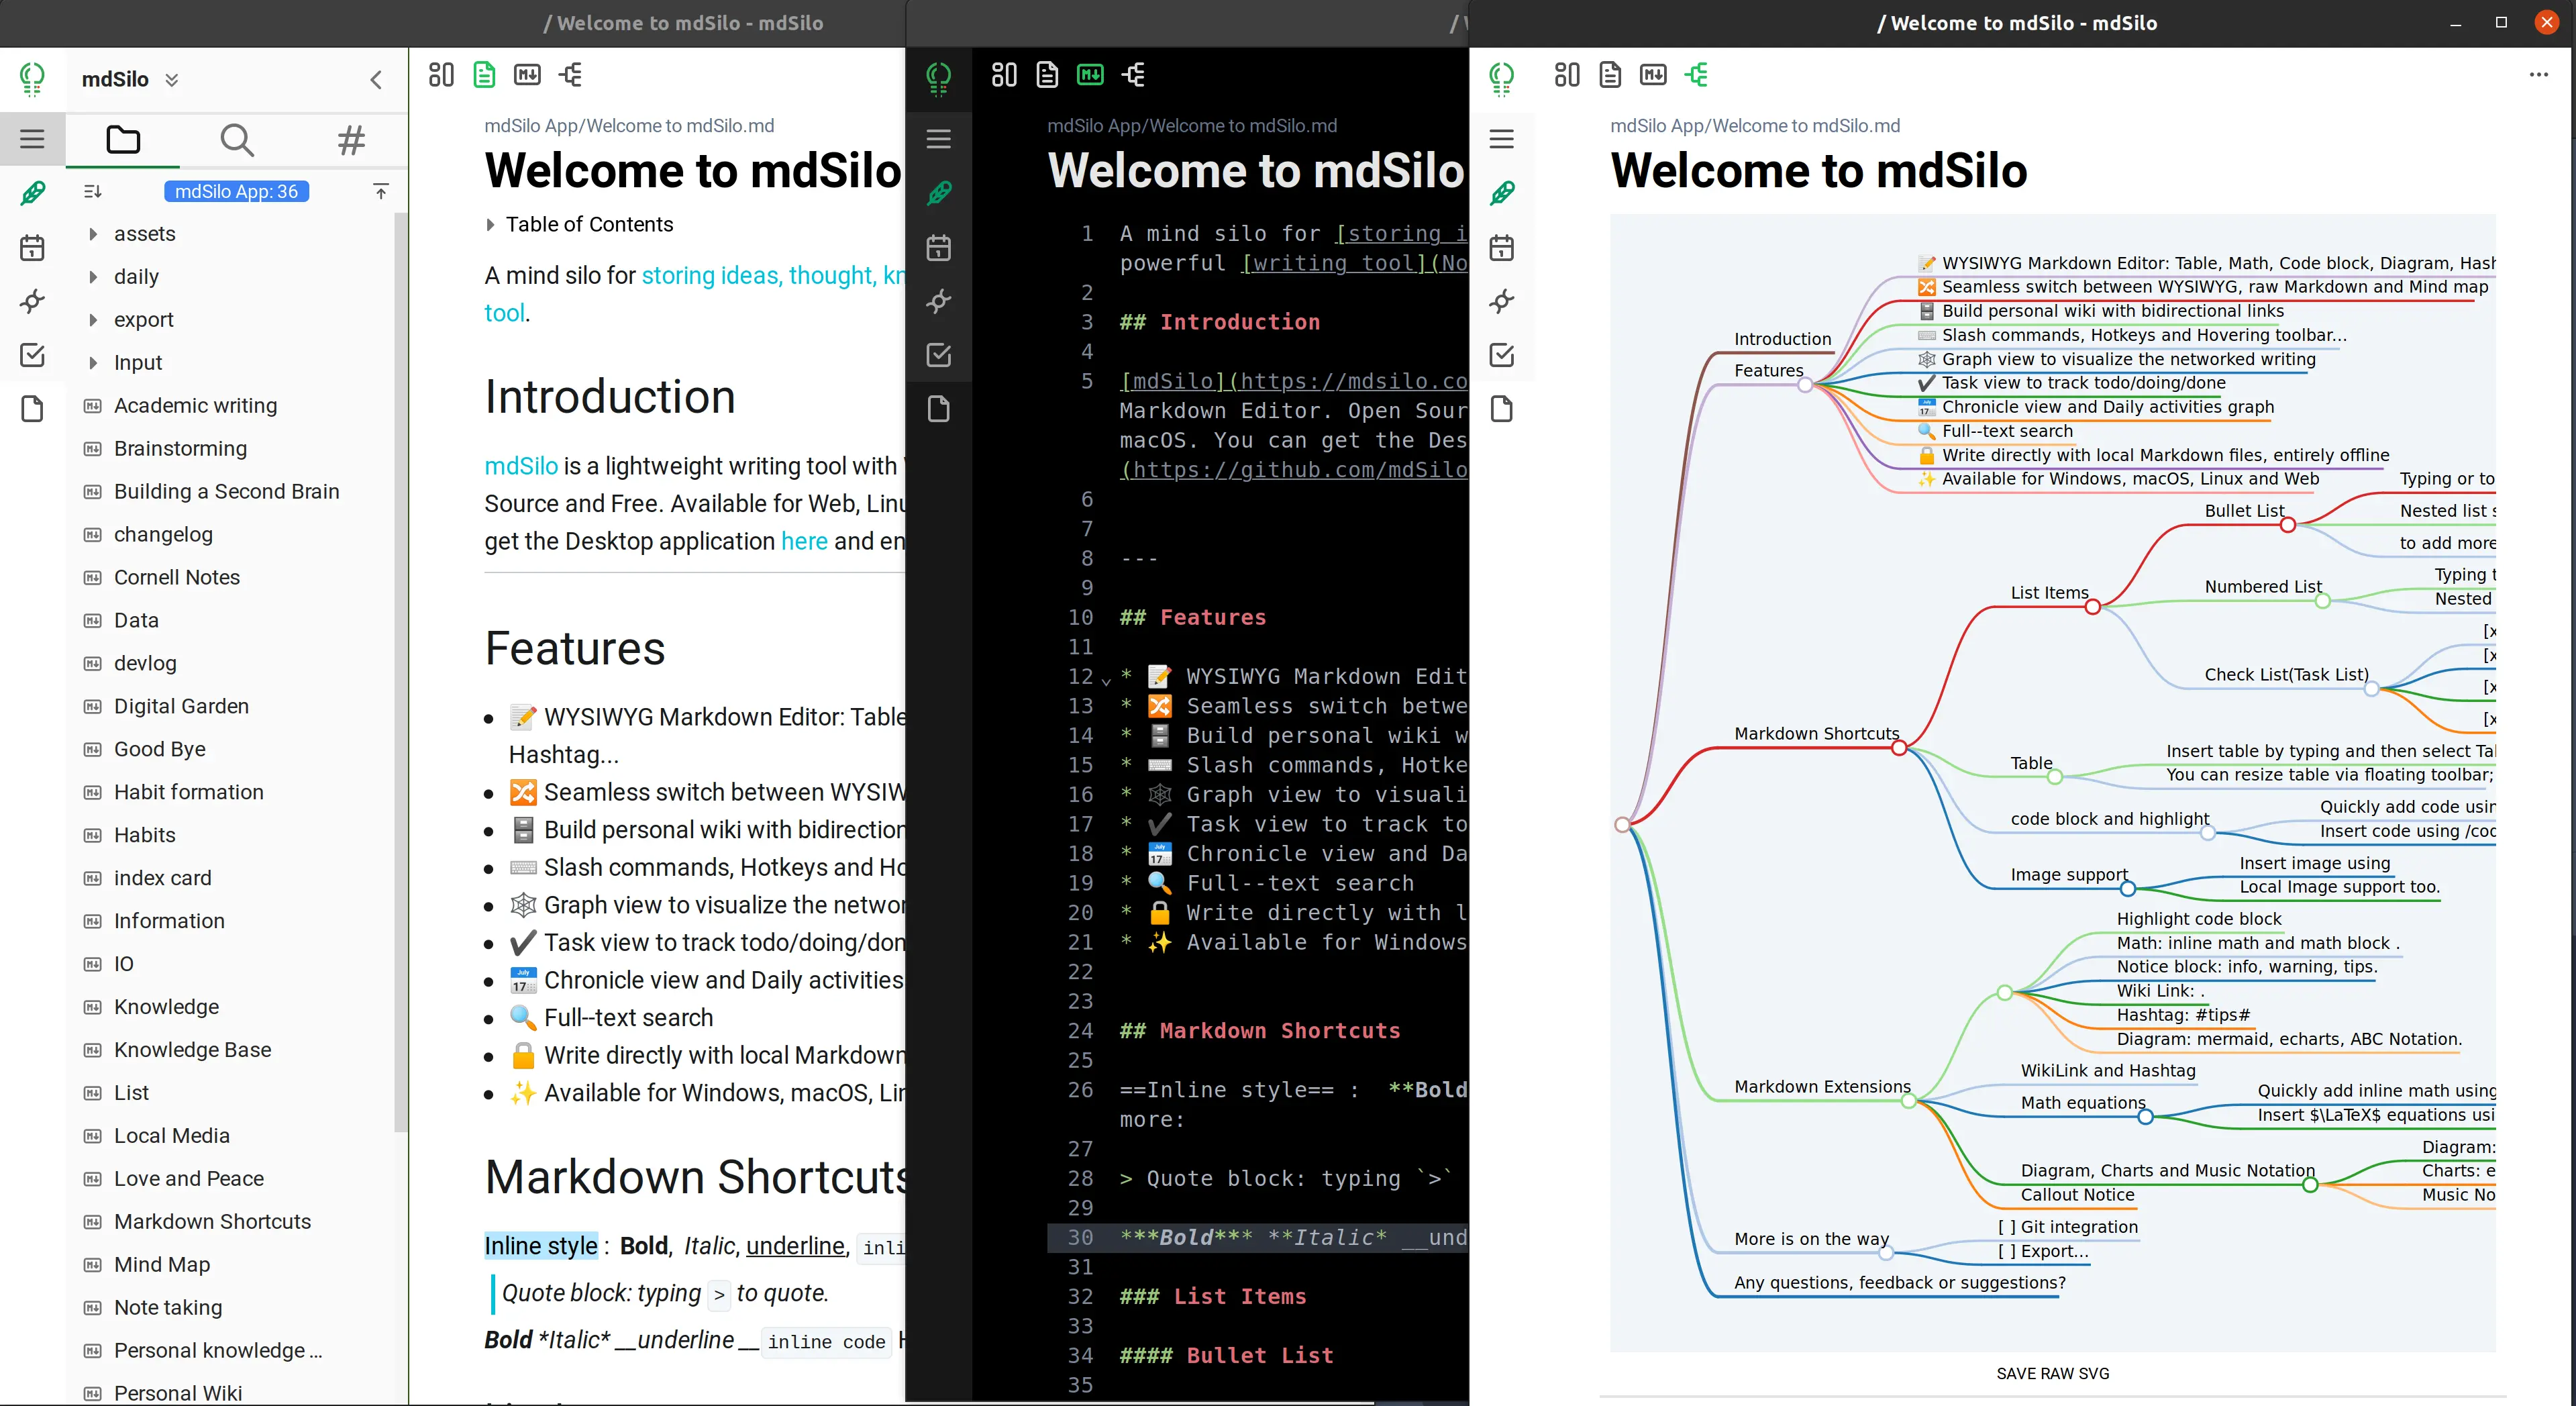 / Welcome to mdSilo - mdSilo
mdSilo
mdSilo App: 36
assets
daily
export
Input
Academic writing
Brainstorming
Building a Second Brain
changelog
Cornell Notes
Data
devlog
Digital Garden
Good Bye
Habit formation
Habits
index card
Information
IO
Knowledge
Knowledge Base
List
Local Media
Love and Peace
Markdown Shortcuts
Mind Map
Note taking
Personal knowledge ...
Personal Wiki
mdSilo App/Welcome to mdSilo.md
Welcome to mdSilo
Table of Contents
A mind silo for storing ideas, thought, kn
tool.
Introduction
mdSilo is a lightweight writing tool with
Source and Free. Available for Web, Linu
get the Desktop application here and en
Features
📝 WYSIWYG Markdown Editor: Table
Hashtag...
🔀 Seamless switch between WYSIW
🗄 Build personal wiki with bidirection
⌨ Slash commands, Hotkeys and Ho
🕸 Graph view to visualize the networ
✔ Task view to track todo/doing/don
📅 Chronicle view and Daily activities
🔍 Full--text search
🔒 Write directly with local Markdown
✨ Available for Windows, macOS, Lin
Markdown Shortcuts
Inline style : Bold, Italic, underline, inli
Quote block: typing > to quote.
Bold *Italic* __underline__ inline code H
/
mdSilo App/Welcome to mdSilo.md
Welcome to mdSilo
1 A mind silo for [storing i
powerful [writing tool](No
2
3 ## Introduction
4
5 [mdSilo](https://mdsilo.co
Markdown Editor. Open Sour
macOS. You can get the Des
(https://github.com/mdSilo
6
7
8 ---
9
10 ## Features
11
12 * 📝 WYSIWYG Markdown Edit
13 * 🔀 Seamless switch betwe
14 * 🗄 Build personal wiki w
15 * ⌨ Slash commands, Hotke
16 * 🕸 Graph view to visuali
17 * ✔ Task view to track to
18 * 📅 Chronicle view and Da
19 * 🔍 Full--text search
20 * 🔒 Write directly with l
21 * ✨ Available for Windows
22
23
24 ## Markdown Shortcuts
25
26 ==Inline style== : **Bold
more:
27
28 > Quote block: typing `>`
29
30 ***Bold*** **Italic* __und
31
32 ### List Items
33
34 #### Bullet List
35
/ Welcome to mdSilo - mdSilo
mdSilo App/Welcome to mdSilo.md
Welcome to mdSilo
Introduction
Features
📝 WYSIWYG Markdown Editor: Table, Math, Code block, Diagram, Hash
🔀 Seamless switch between WYSIWYG, raw Markdown and Mind map
🗄 Build personal wiki with bidirectional links
⌨ Slash commands, Hotkeys and Hovering toolbar...
🕸 Graph view to visualize the networked writing
✔ Task view to track todo/doing/done
📅 Chronicle view and Daily activities graph
🔍 Full--text search
🔒 Write directly with local Markdown files, entirely offline
✨ Available for Windows, macOS, Linux and Web
Markdown Shortcuts
List Items
Bullet List
Typing or to
Nested list s
to add more
Numbered List
Typing t
Nested
Check List(Task List)
[x
[x
[x
[x
Table
Insert table by typing and then select Tal
You can resize table via floating toolbar;
code block and highlight
Quickly add code usin
Insert code using /coc
Image support
Insert image using
Local Image support too.
Markdown Extensions
Highlight code block
Math: inline math and math block .
Notice block: info, warning, tips.
Wiki Link: .
Hashtag: #tips#
Diagram: mermaid, echarts, ABC Notation.
WikiLink and Hashtag
Math equations
Quickly add inline math using
Insert $\LaTeX$ equations usi
Diagram, Charts and Music Notation
Diagram:
Charts: e
Music No
Callout Notice
More is on the way
[ ] Git integration
[ ] Export...
Any questions, feedback or suggestions?
SAVE RAW SVG